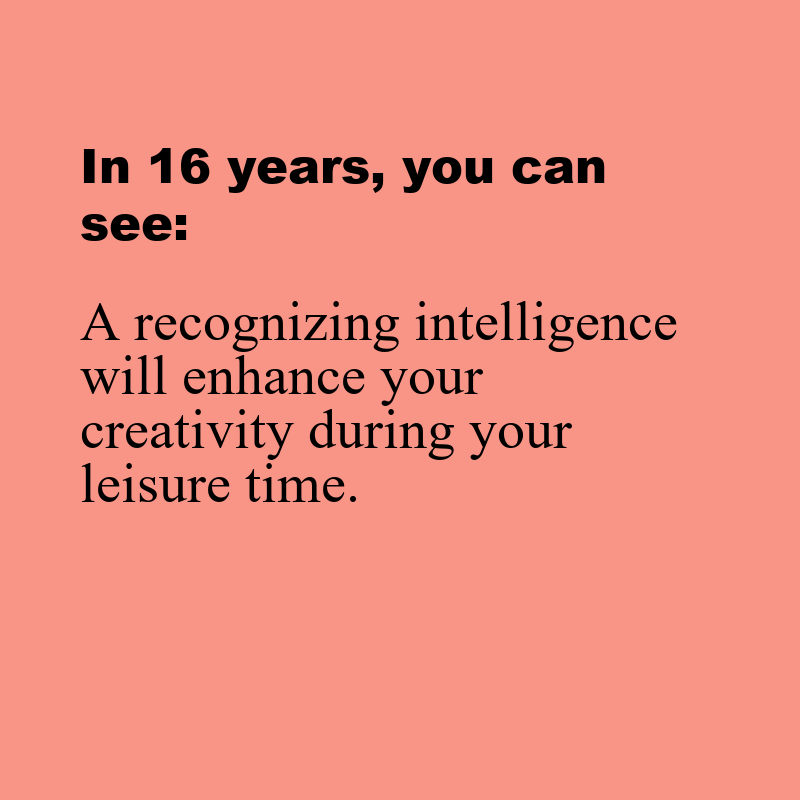 In 16 years, you can
see:
A recognizing intelligence
will enhance your
creativity during your
leisure time.